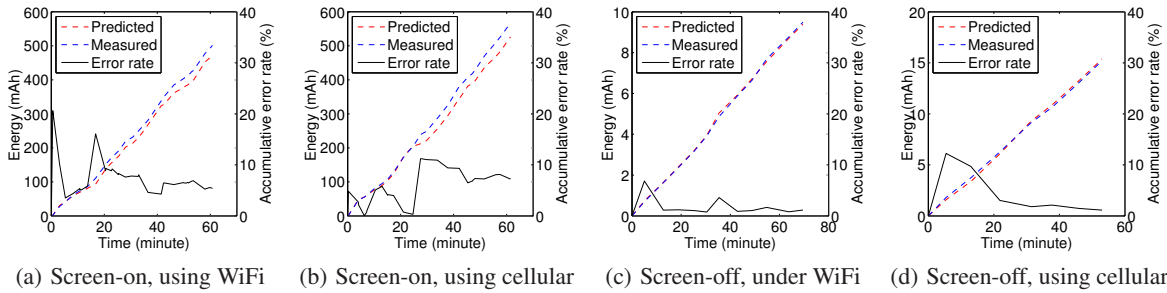 Energy (mAh)
600
500
400
300
200
100
0
Predicted
Measured
Error rate
40
30
20
10
0
Accumulative error rate (%)
0 20 40 60
Time (minute)
(a) Screen-on, using WiFi
Energy (mAh)
600
500
400
300
200
100
0
Predicted
Measured
Error rate
40
30
20
10
0
Accumulative error rate (%)
0 20 40 60
Time (minute)
(b) Screen-on, using cellular
Energy (mAh)
10
8
6
4
2
0
Predicted
Measured
Error rate
40
30
20
10
0
Accumulative error rate (%)
0 20 40 60 80
Time (minute)
(c) Screen-off, under WiFi
Energy (mAh)
20
15
10
5
0
Predicted
Measured
Error rate
40
30
20
10
0
Accumulative error rate (%)
0 20 40 60
Time (minute)
(d) Screen-off, using cellular